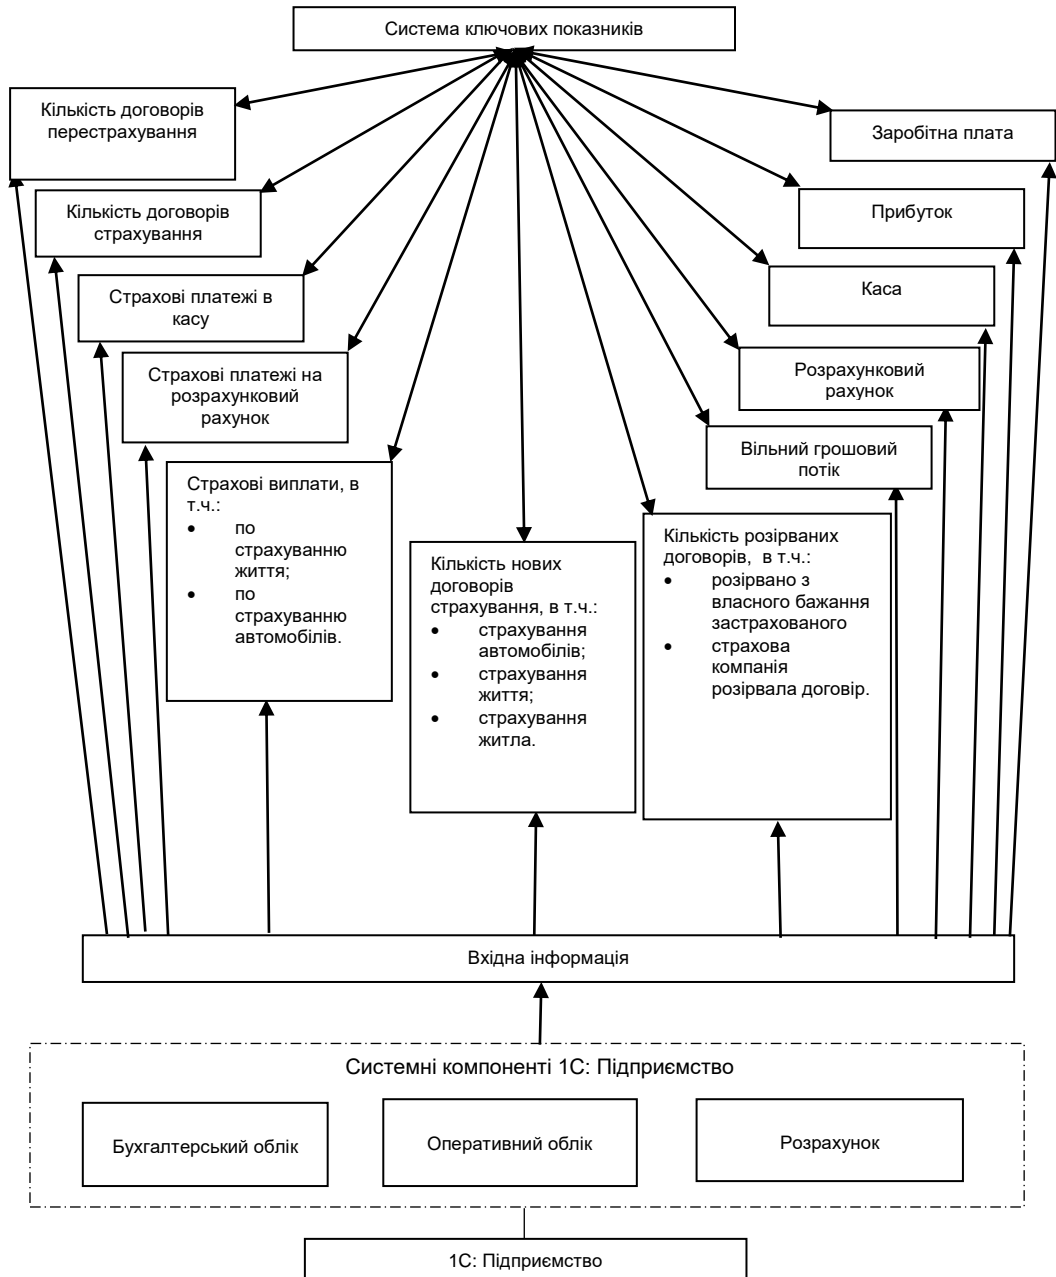 Система ключових показників
Кількість договорів
перестрахування
Заробітна плата
Кількість договорів
страхування
Прибуток
Страхові платежі в
касу
Каса
Страхові платежі на
розрахунковий
рахунок
Розрахунковий
рахунок
Вільний грошовий
потік
Страхові виплати, в
т.ч.:
• по
страхуванню
життя;
• по
страхуванню
автомобілів.
Кількість нових
договорів
страхування, в т.ч.:
• страхування
автомобілів;
• страхування
життя;
• страхування
житла.
Кількість розірваних
договорів, в т.ч.:
• розірвано з
власного бажання
застрахованого
• страхова
компанія
розірвала договір.
Вхідна інформація
Системні компоненті 1С: Підприємство
Бухгалтерський облік
Оперативний облік
Розрахунок
1С: Підприємство